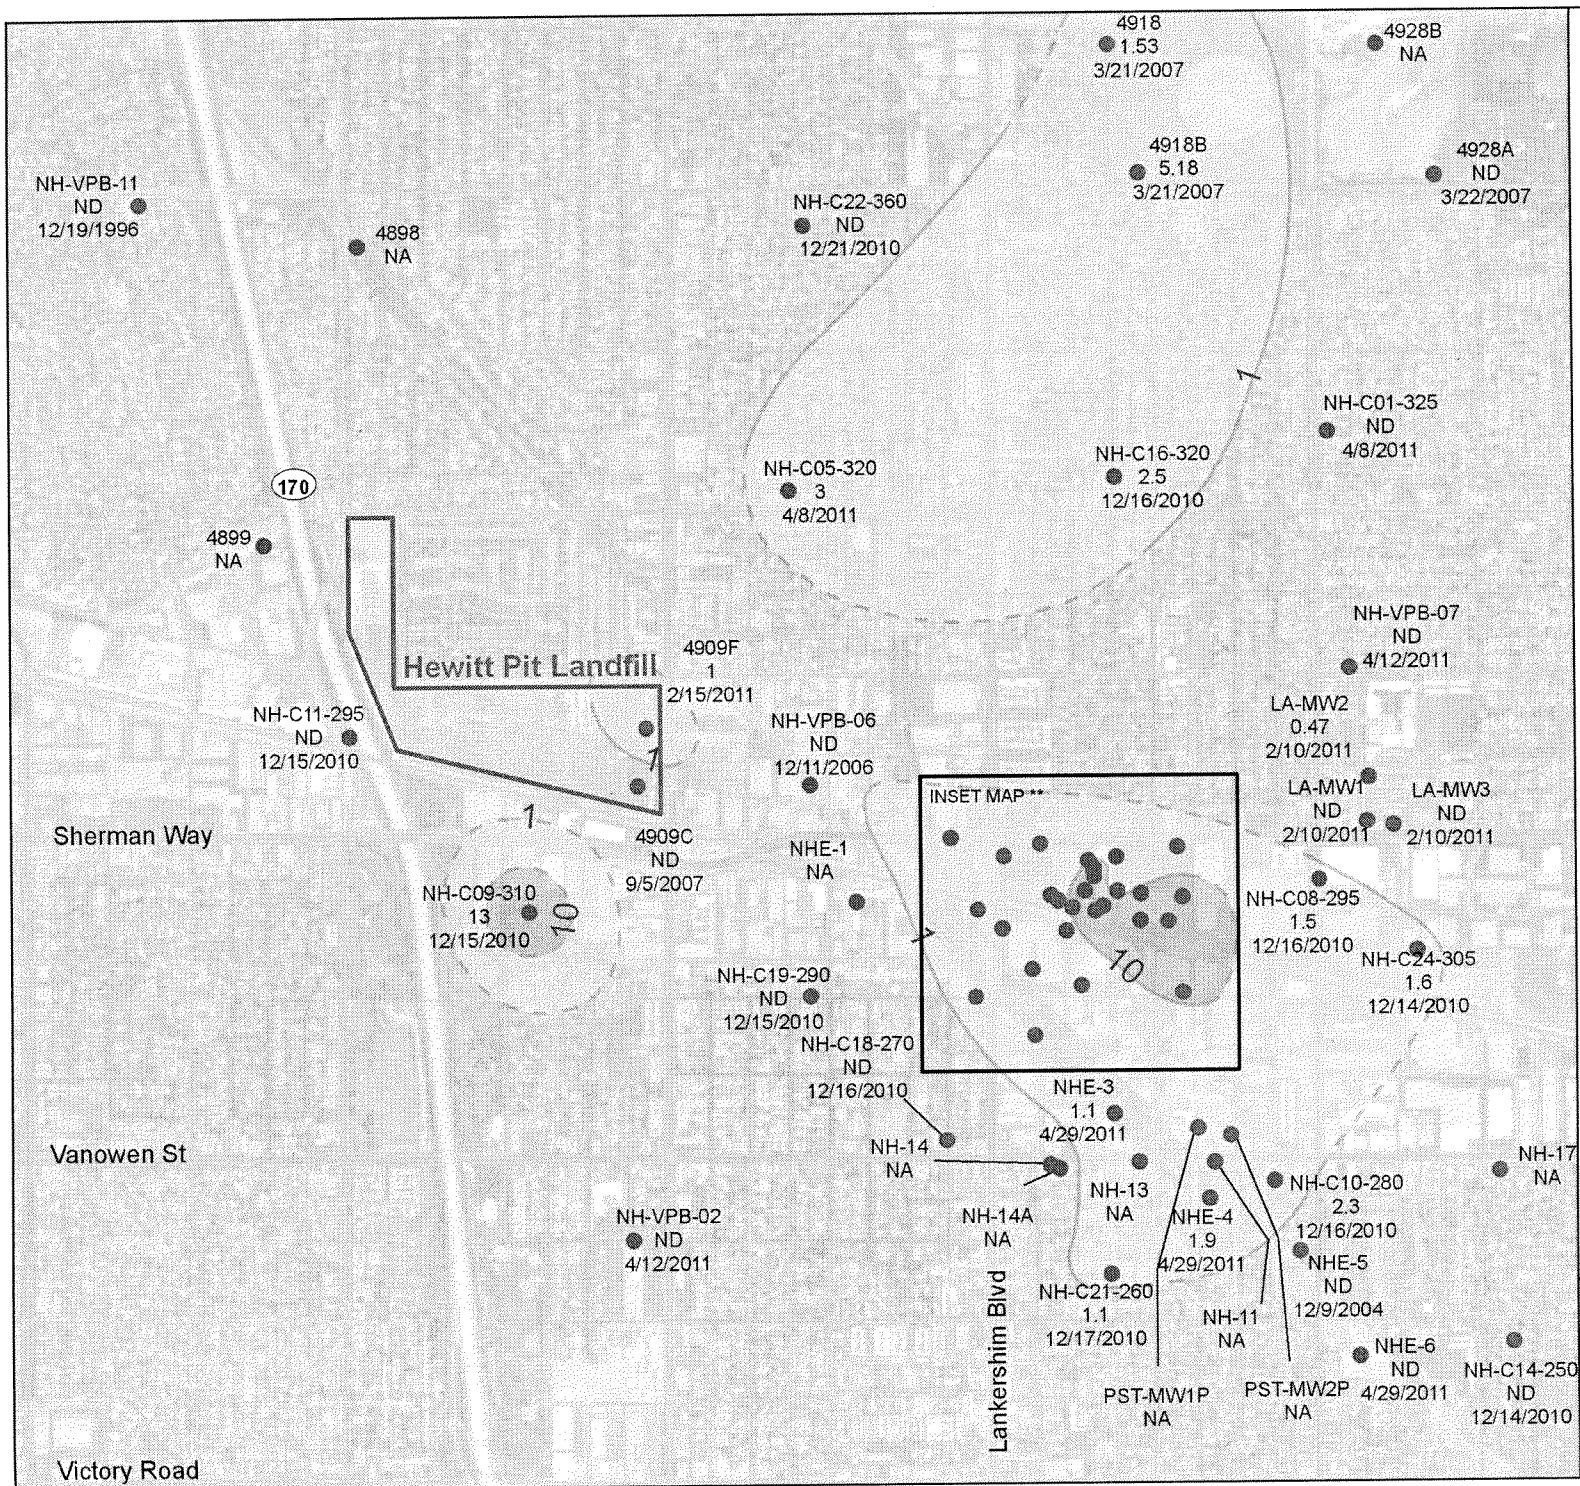 4918
1.53
3/21/2007
4928B
NA
4918B
5.18
3/21/2007
4928A
ND
3/22/2007
NH-VPB-11
ND
12/19/1996
4898
NA
NH-C22-360
ND
12/21/2010
1
NH-C01-325
ND
4/8/2011
NH-C05-320
3
4/8/2011
NH-C16-320
2.5
12/16/2010
170
4899
NA
Hewitt Pit Landfill
4909F
1
2/15/2011
1
NH-VPB-07
ND
4/12/2011
NH-C11-295
ND
12/15/2010
NH-VPB-06
ND
12/11/2006
LA-MW2
0.47
2/10/2011
LA-MW1
ND
2/10/2011
LA-MW3
ND
2/10/2011
INSET MAP **
Sherman Way
1
4909C
ND
9/5/2007
NHE-1
NA
NH-C09-310
13
12/15/2010
10
1
10
NH-C08-295
1.5
12/16/2010
NH-C24-305
1.6
12/14/2010
NH-C19-290
ND
12/15/2010
NH-C18-270
ND
12/16/2010
NHE-3
1.1
4/29/2011
Vanowen St
NH-14
NA
NH-13
NA
NH-17
NA
NH-C10-280
2.3
12/16/2010
NH-14A
NA
NHE-4
1.9
4/29/2011
NH-VPB-02
ND
4/12/2011
NHE-5
ND
12/9/2004
NH-C21-260
1.1
12/17/2010
NH-11
NA
Lankershim Blvd
NHE-6
ND
4/29/2011
NH-C14-250
ND
12/14/2010
PST-MW1P
NA
PST-MW2P
NA
Victory Road